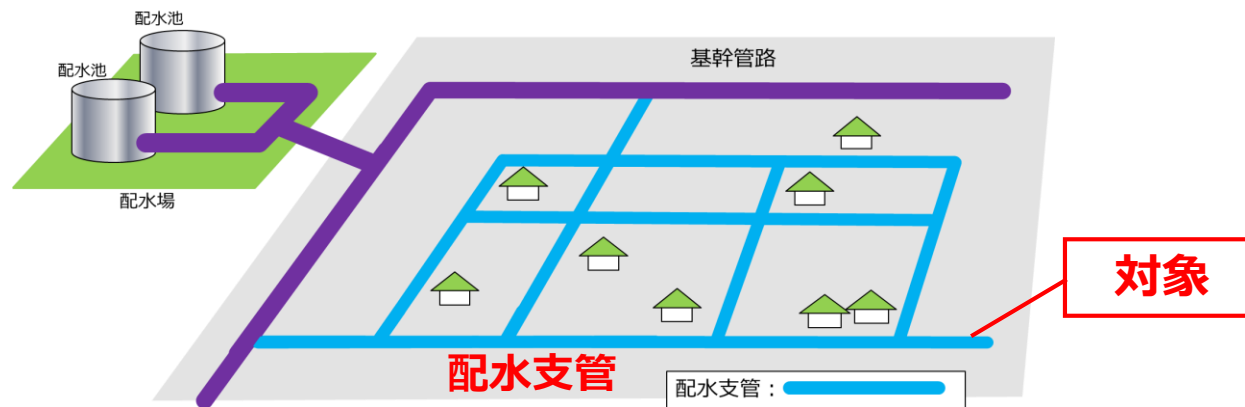 配水池
配水池
配水場
基幹管路
対象
配水支管
配水支管：